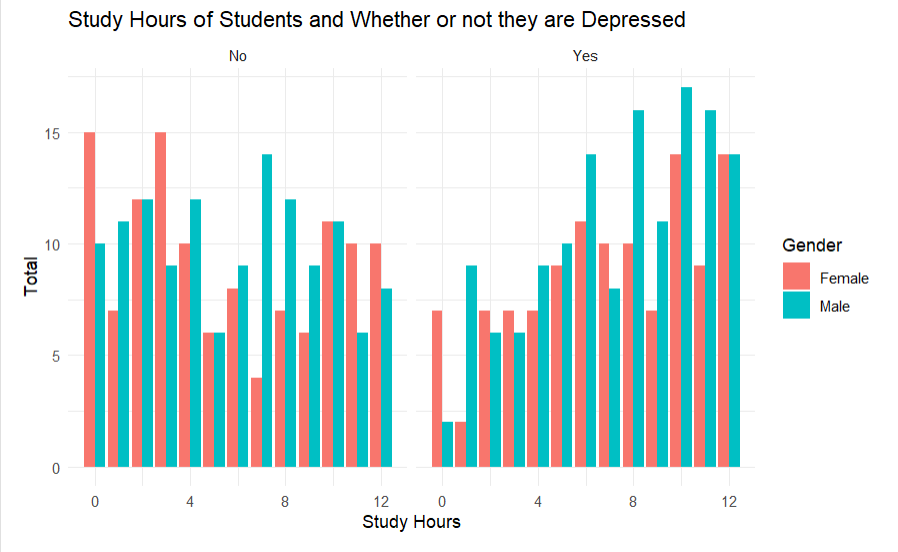 Study Hours of Students and Whether or not they are Depressed
No
Yes
Total
15
10
5
0
0 4 8 12
0 4 8 12
Study Hours
Gender
Female
Male